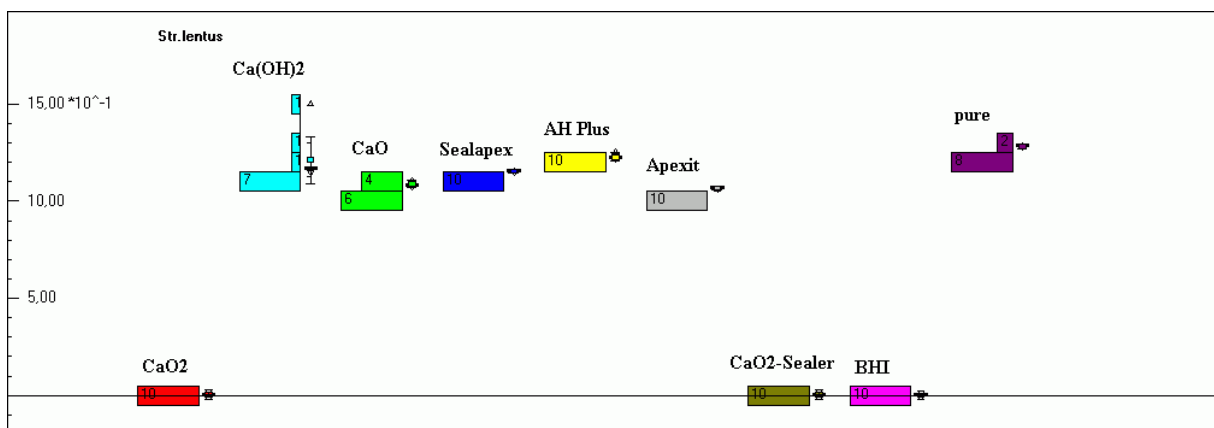 Str.lentus
Ca(OH)2
15,00 *10^-1
1
pure
AH Plus
1
2
CaO
Sealapex
1
10
8
Apexit
7
4
10
10,00
6
10
5,00
CaO2
CaO2-Sealer
BHI
10
10
10